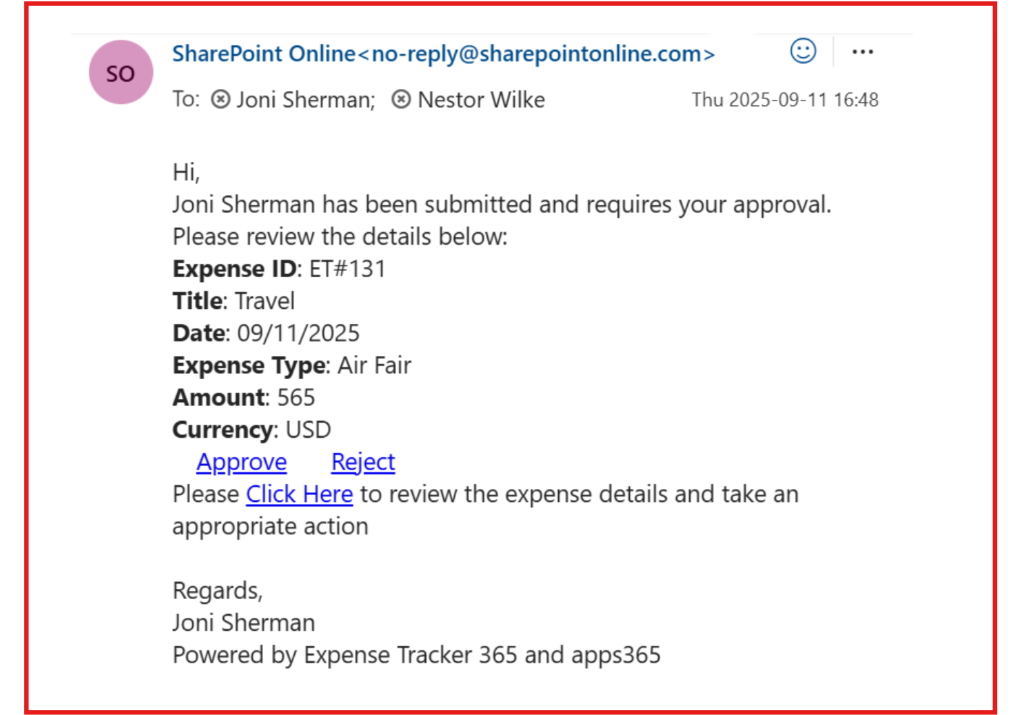 SO
SharePoint Online<no-reply@sharepointonline.com>
To: Joni Sherman; Nestor Wilke
Thu 2025-09-11 16:48
Hi,
Joni Sherman has been submitted and requires your approval.
Please review the details below:
Expense ID: ET#131
Title: Travel
Date: 09/11/2025
Expense Type: Air Fair
Amount: 565
Currency: USD
Approve Reject
Please Click Here to review the expense details and take an
appropriate action
Regards,
Joni Sherman
Powered by Expense Tracker 365 and apps365